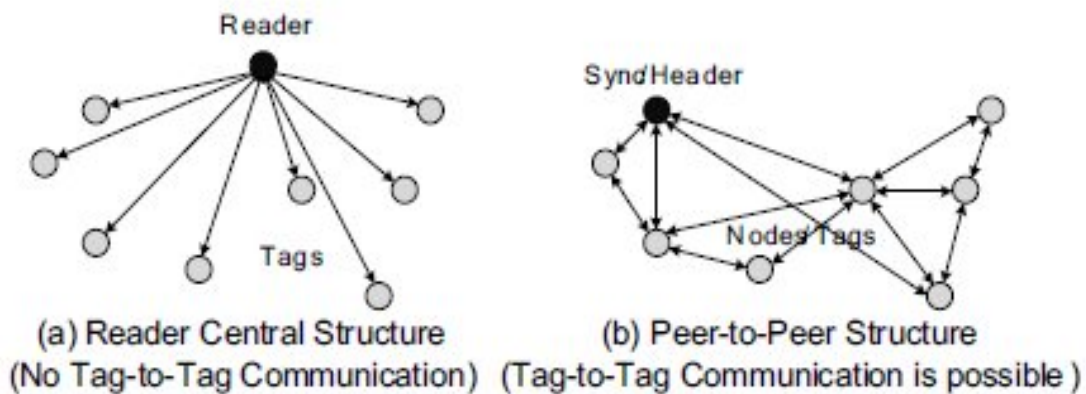 Reader
Sync/Header
Tags
Nodes/Tags
(a) Reader Central Structure
(No Tag-to-Tag Communication)
(b) Peer-to-Peer Structure
(Tag-to-Tag Communication is possible)